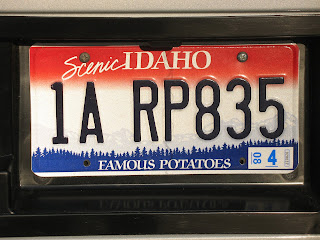 Scenic IDAHO
1A RP835
FAMOUS POTATOES
08 4